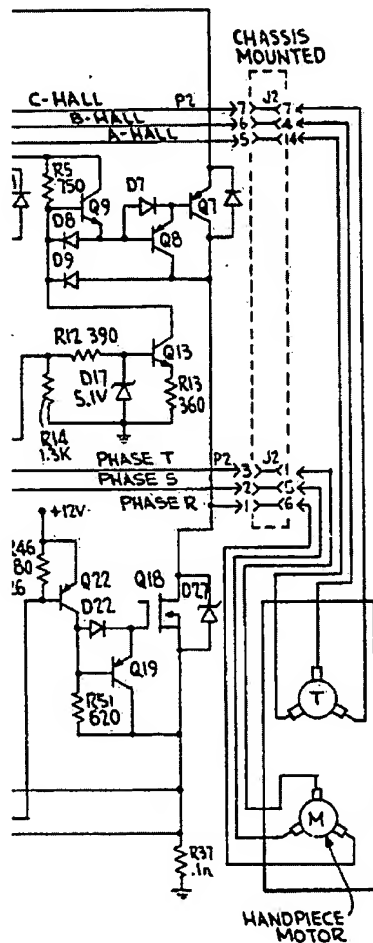 CHASSIS
MOUNTED
C-HALL P2 7 J2 7
B-HALL 6 4
A-HALL 5 14
R5
750
Q9
D7
Q7
D8
Q8
D9
R12 390
Q13
D17
5.1V
R13
360
R14
1.3K
PHASE T P2 3 J2 1
PHASE S 2 5
PHASE R 1 6
+12V
Q22
Q18
D27
D22
Q19
R51
620
T
M
R37
HANDPIECE
MOTOR